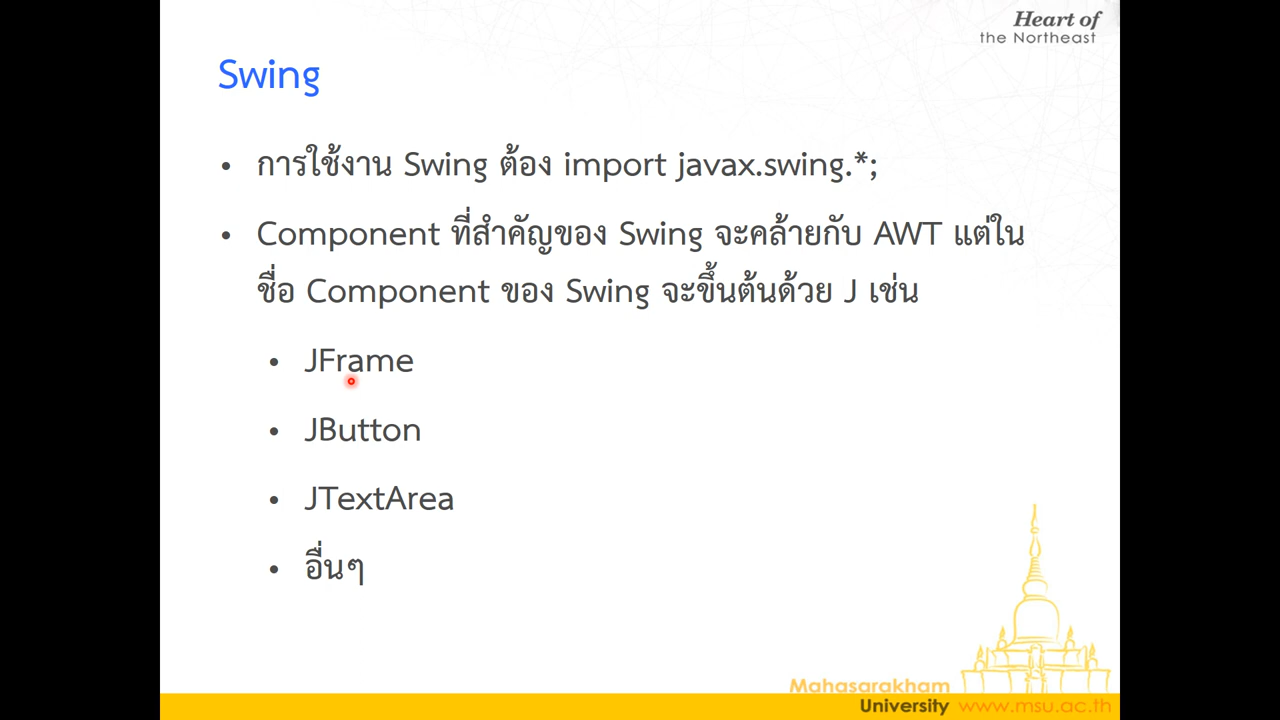 Heart of
the Northeast
Swing
• การใช้งาน Swing ต้อง import javax.swing.*;
• Component ที่สำคัญของ Swing จะคล้ายกับ AWT แต่ใน
ชื่อ Component ของ Swing จะขึ้นต้นด้วย J เช่น
• JFrame
• JButton
• JTextArea
• อื่นๆ
Mahasarakham
University www.msu.ac.th